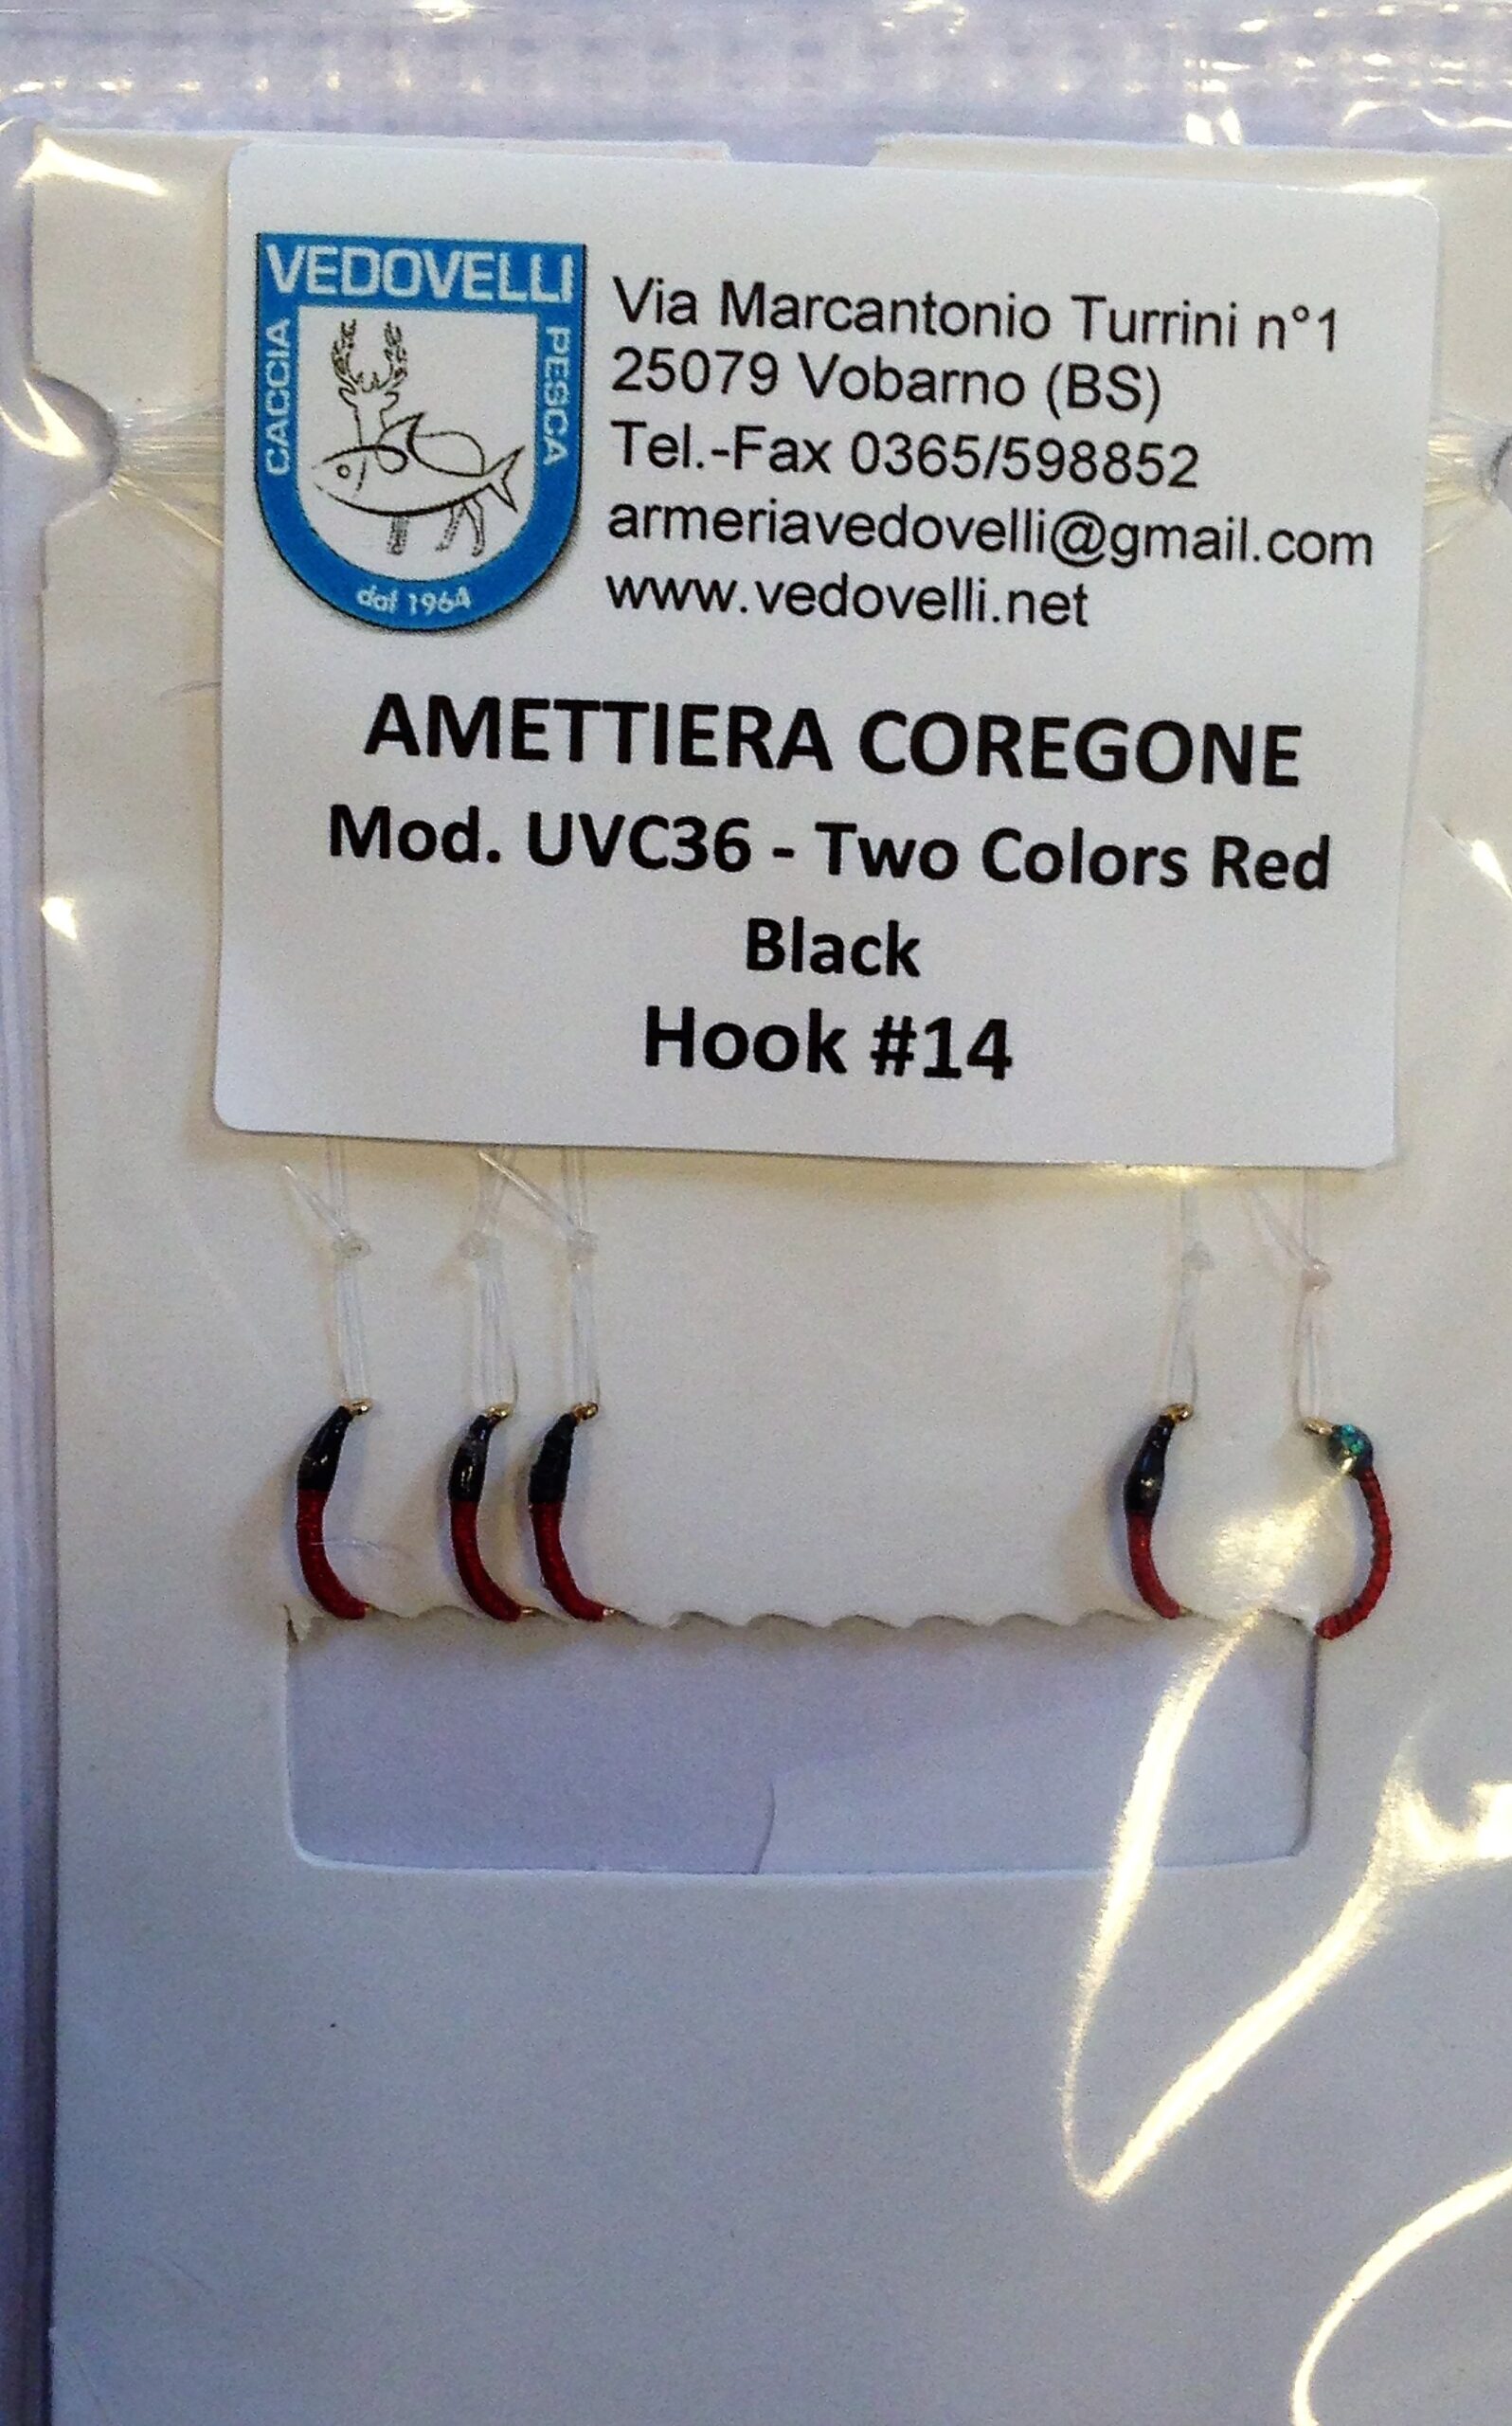 VEDOVELLI
CACCIA
PESCA
dal 1964
Via Marcantonio Turrini n°1
25079 Vobarno (BS)
Tel.-Fax 0365/598852
armeriavedovelli@gmail.com
www.vedovelli.net
AMETTIERA COREGONE
Mod. UVC36 - Two Colors Red
Black
Hook #14